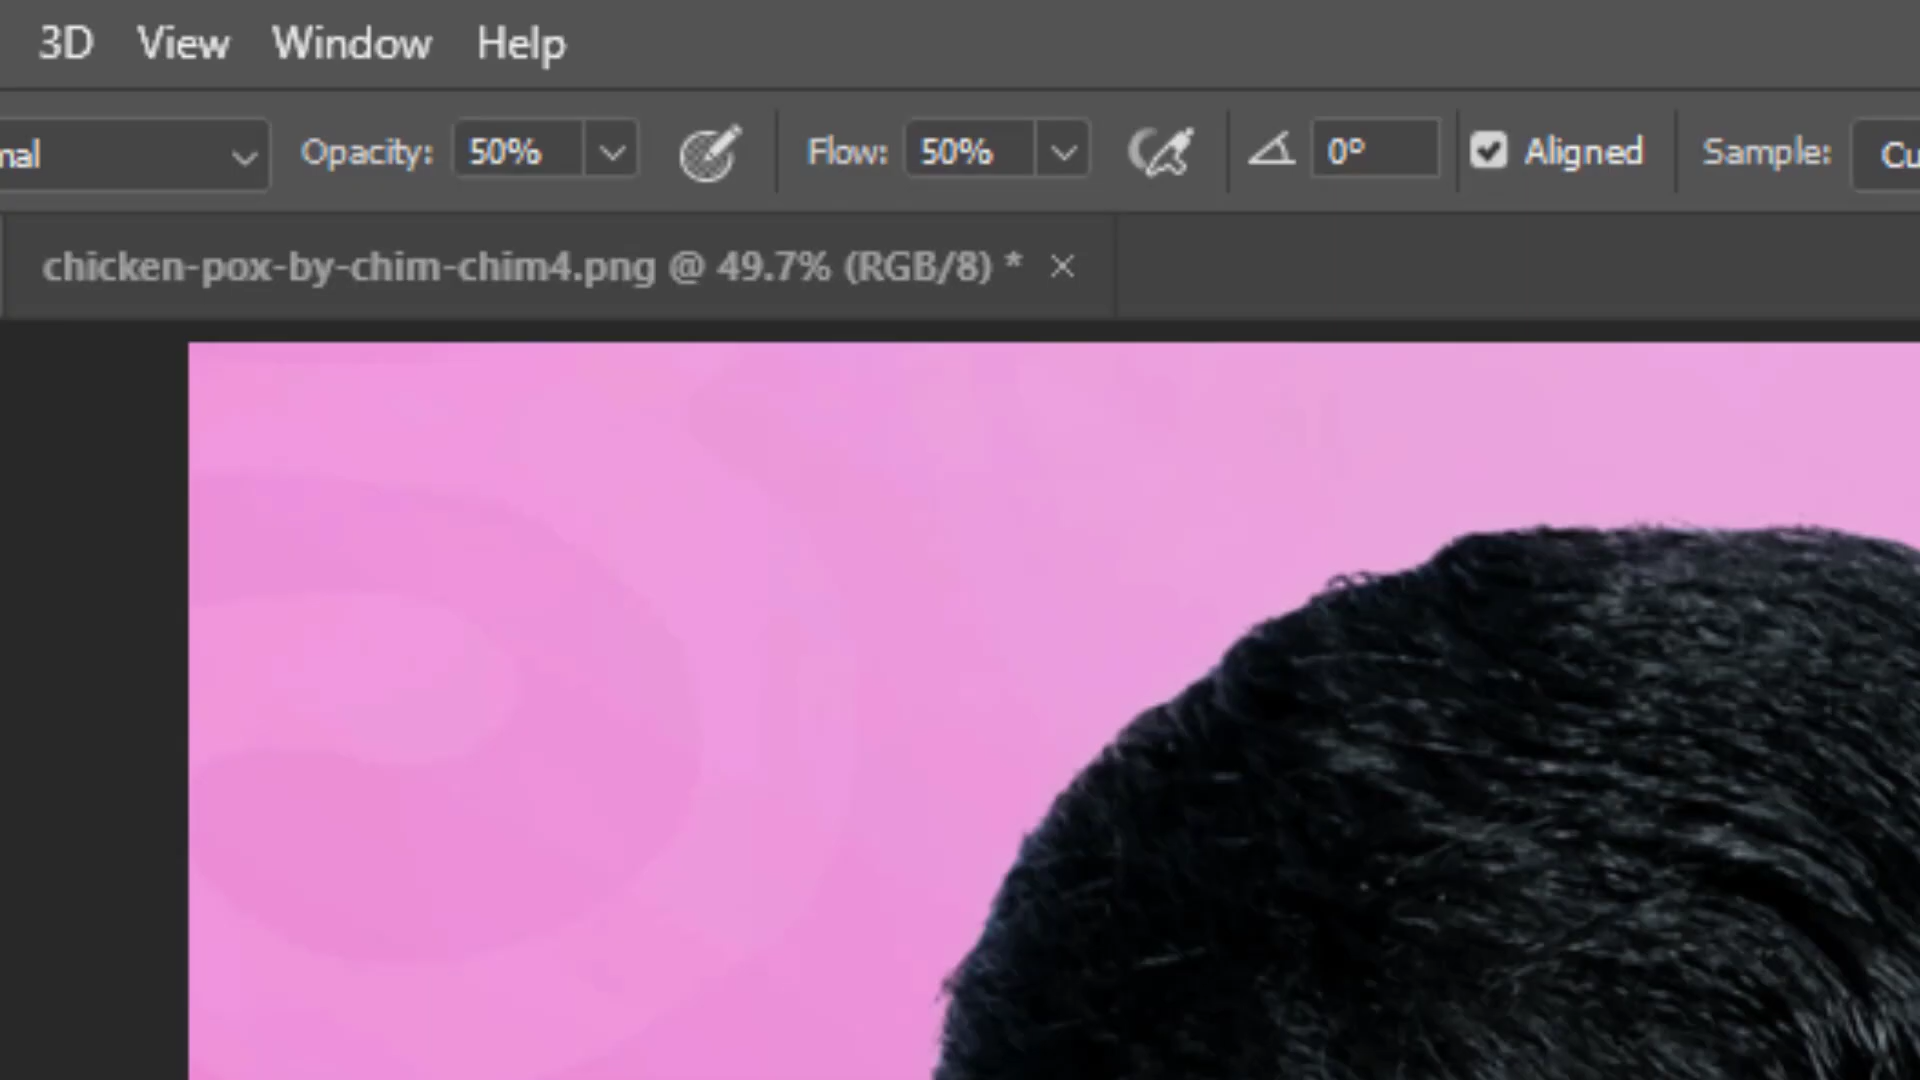 3D View Window Help
nal Opacity: 50% Flow: 50% 0° Aligned Sample: Cu
chicken-pox-by-chim-chim4.png @ 49.7% (RGB/8) * ×